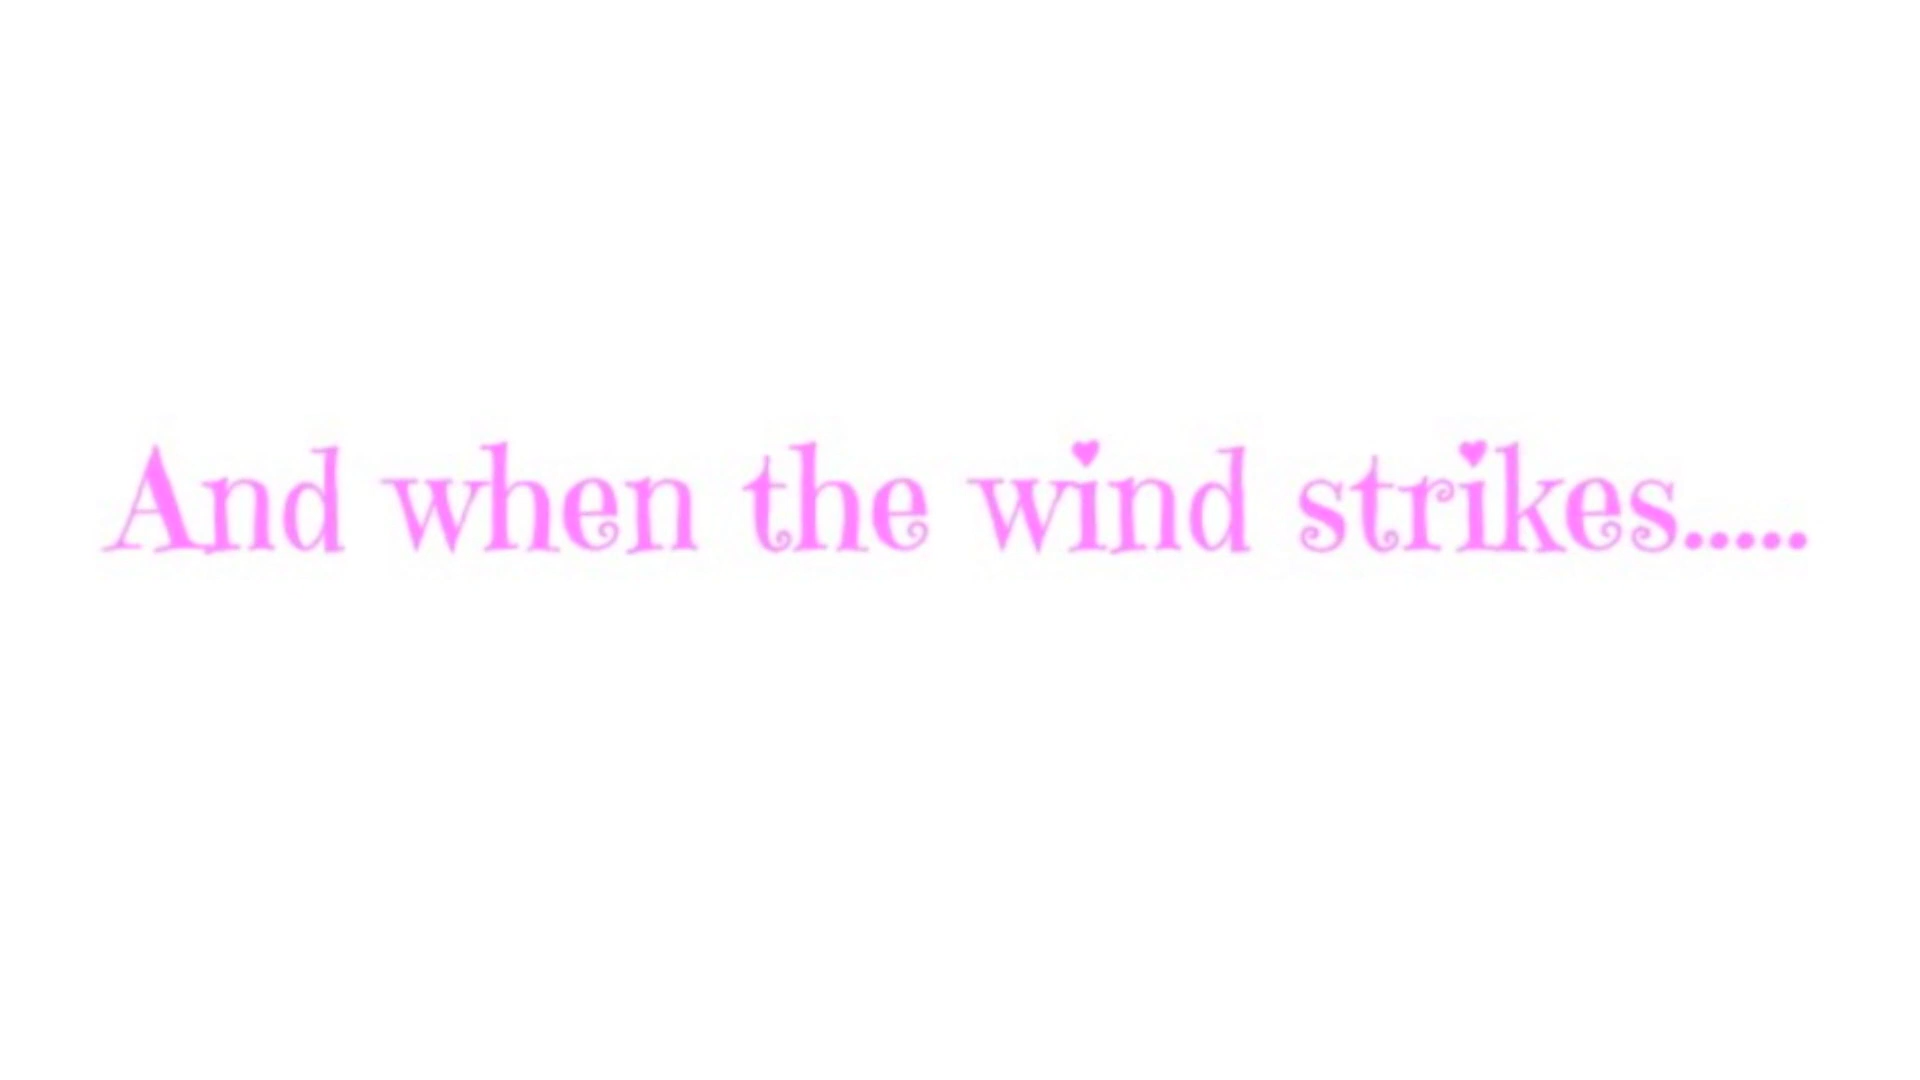 And when the wind strikes.....